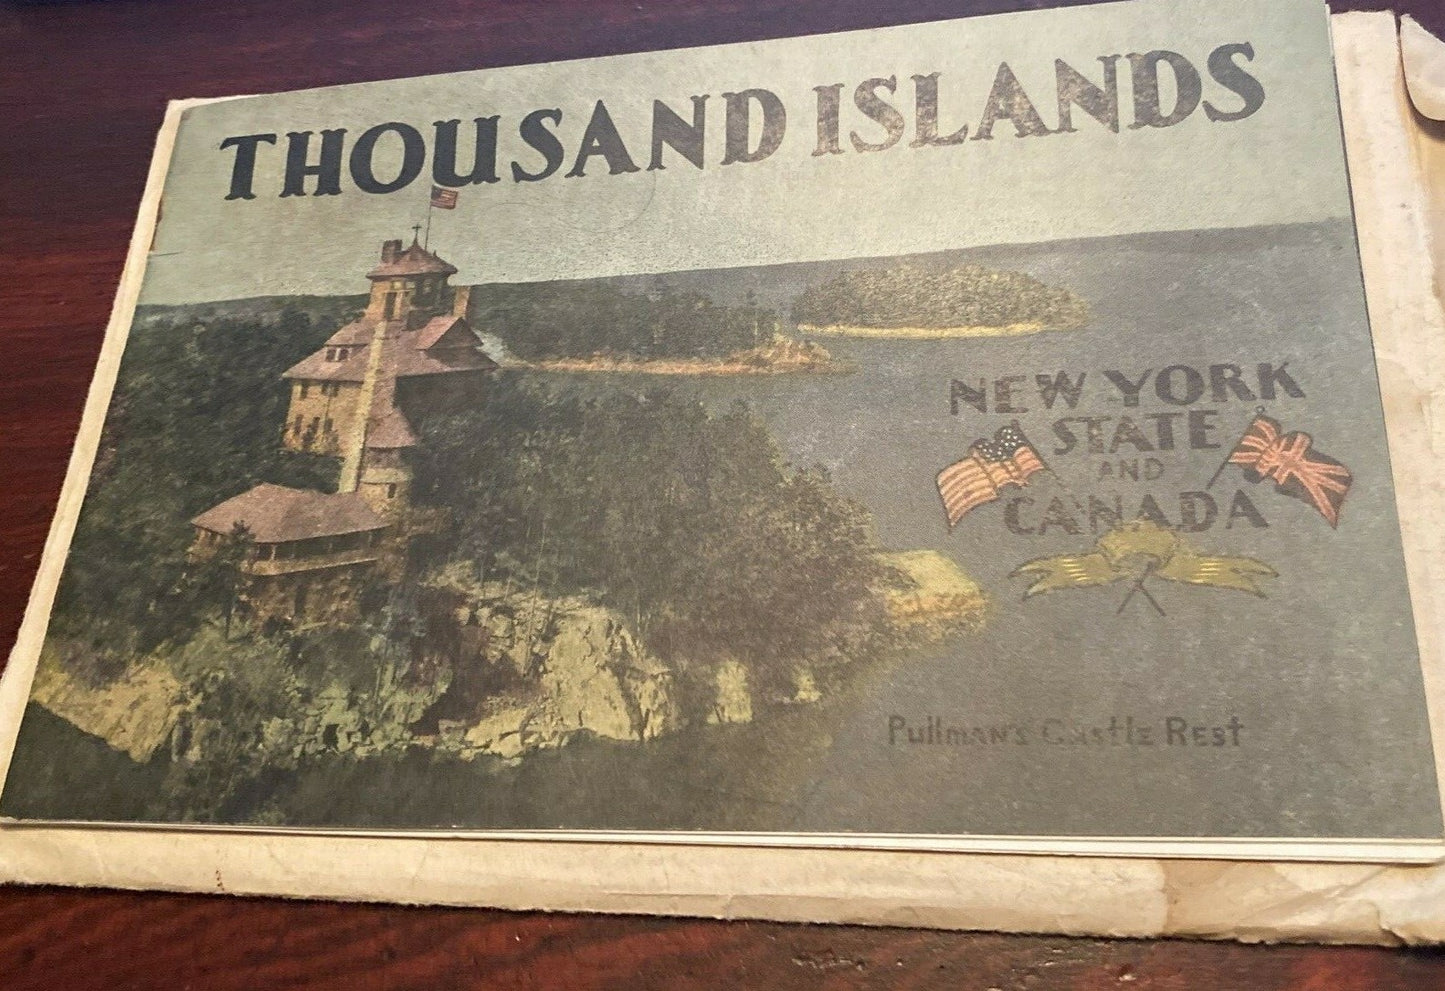 THOUSAND ISLANDS
NEW YORK
STATE
AND
CANADA
Pullman's Castle Rest